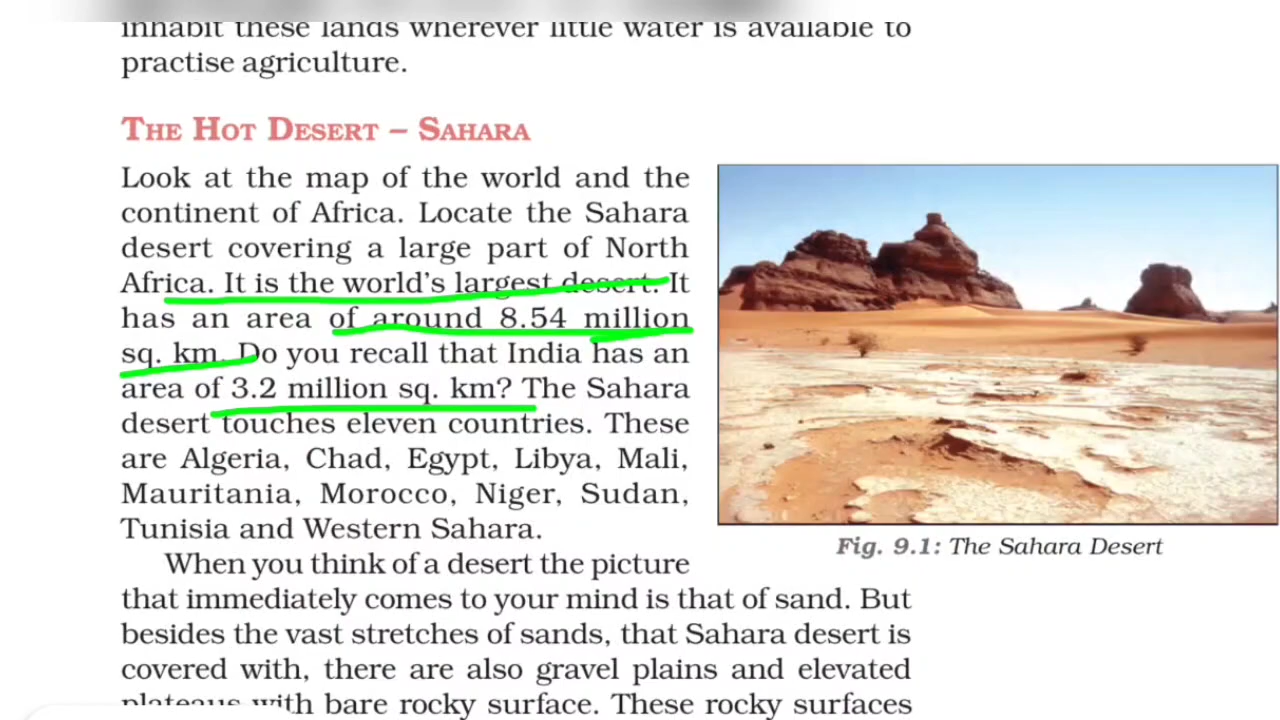 inhabit these lands wherever little water is available to
practise agriculture.
THE HOT DESERT – SAHARA
Look at the map of the world and the
continent of Africa. Locate the Sahara
desert covering a large part of North
Africa. It is the world's largest desert. It
has an area of around 8.54 million
sq. km. Do you recall that India has an
area of 3.2 million sq. km? The Sahara
desert touches eleven countries. These
are Algeria, Chad, Egypt, Libya, Mali,
Mauritania, Morocco, Niger, Sudan,
Tunisia and Western Sahara.
Fig. 9.1: The Sahara Desert
When you think of a desert the picture
that immediately comes to your mind is that of sand. But
besides the vast stretches of sands, that Sahara desert is
covered with, there are also gravel plains and elevated
plateaus with bare rocky surface. These rocky surfaces